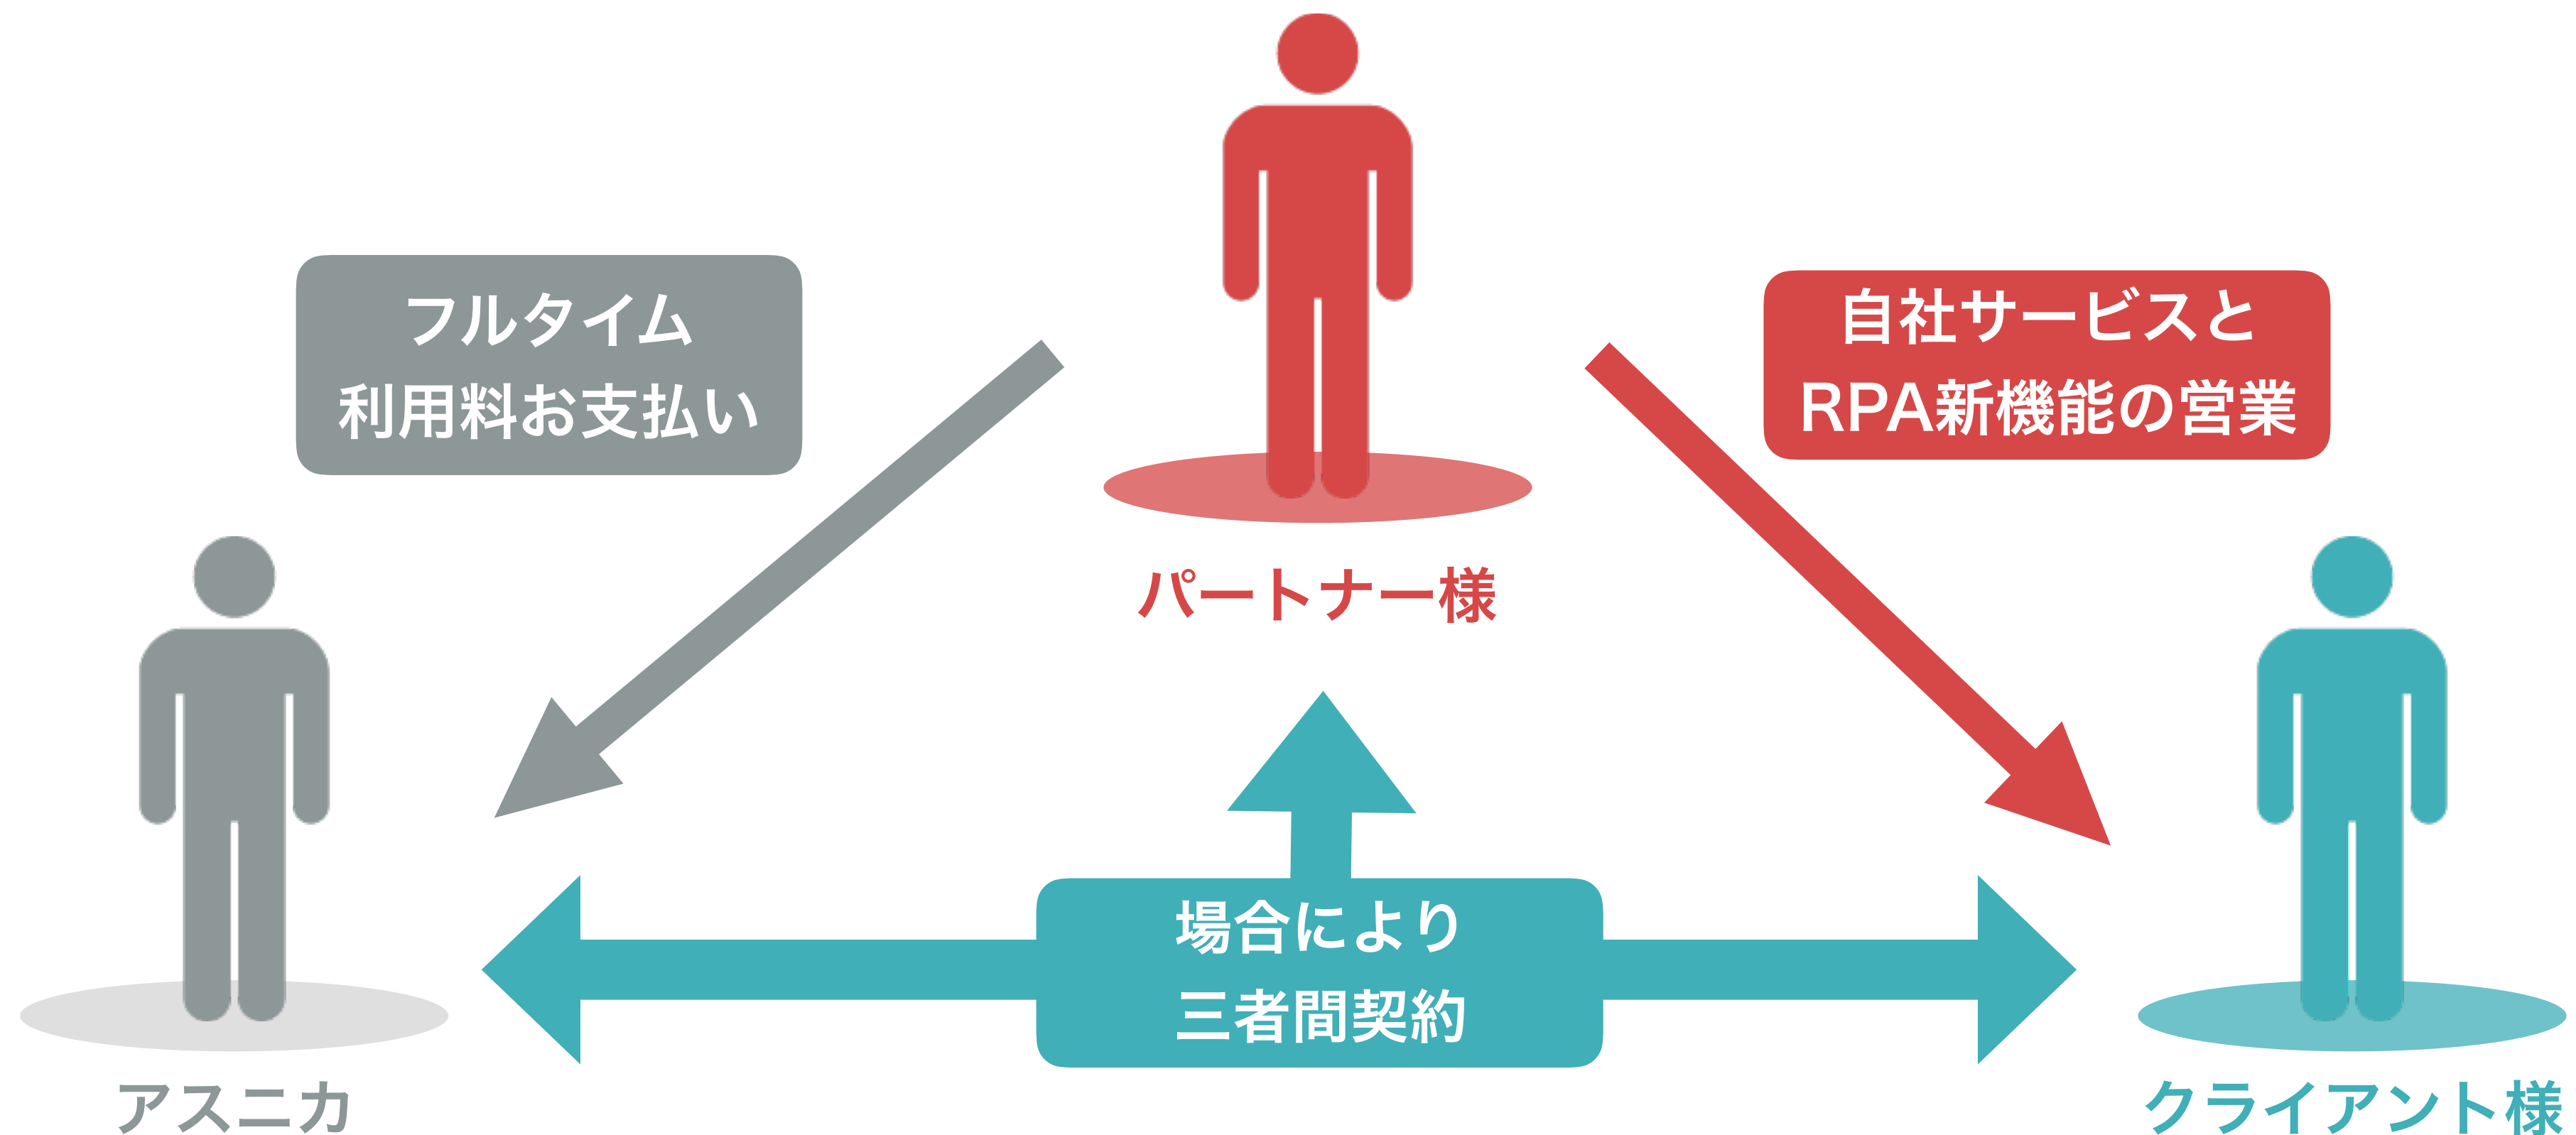 フルタイム
利用料お支払い
自社サービスと
RPA新機能の営業
パートナー様
場合により
三者間契約
アスニカ
クライアント様